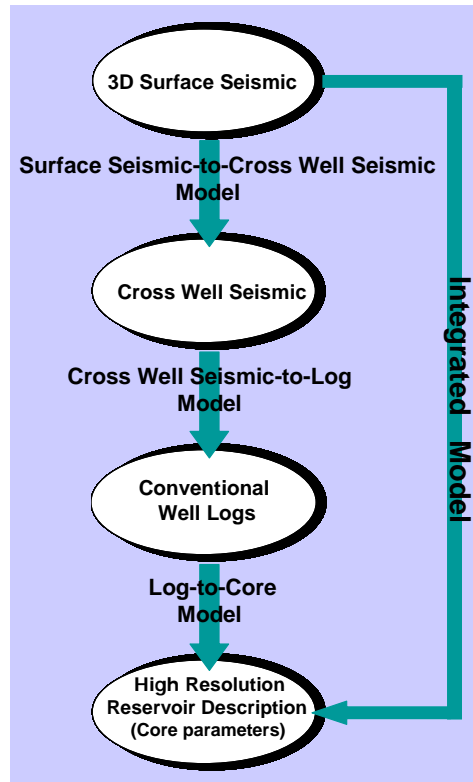 3D Surface Seismic
Surface Seismic-to-Cross Well Seismic
Model
Cross Well Seismic
Cross Well Seismic-to-Log
Model
Conventional
Well Logs
Log-to-Core
Model
High Resolution
Reservoir Description
(Core parameters)
Integrated Model